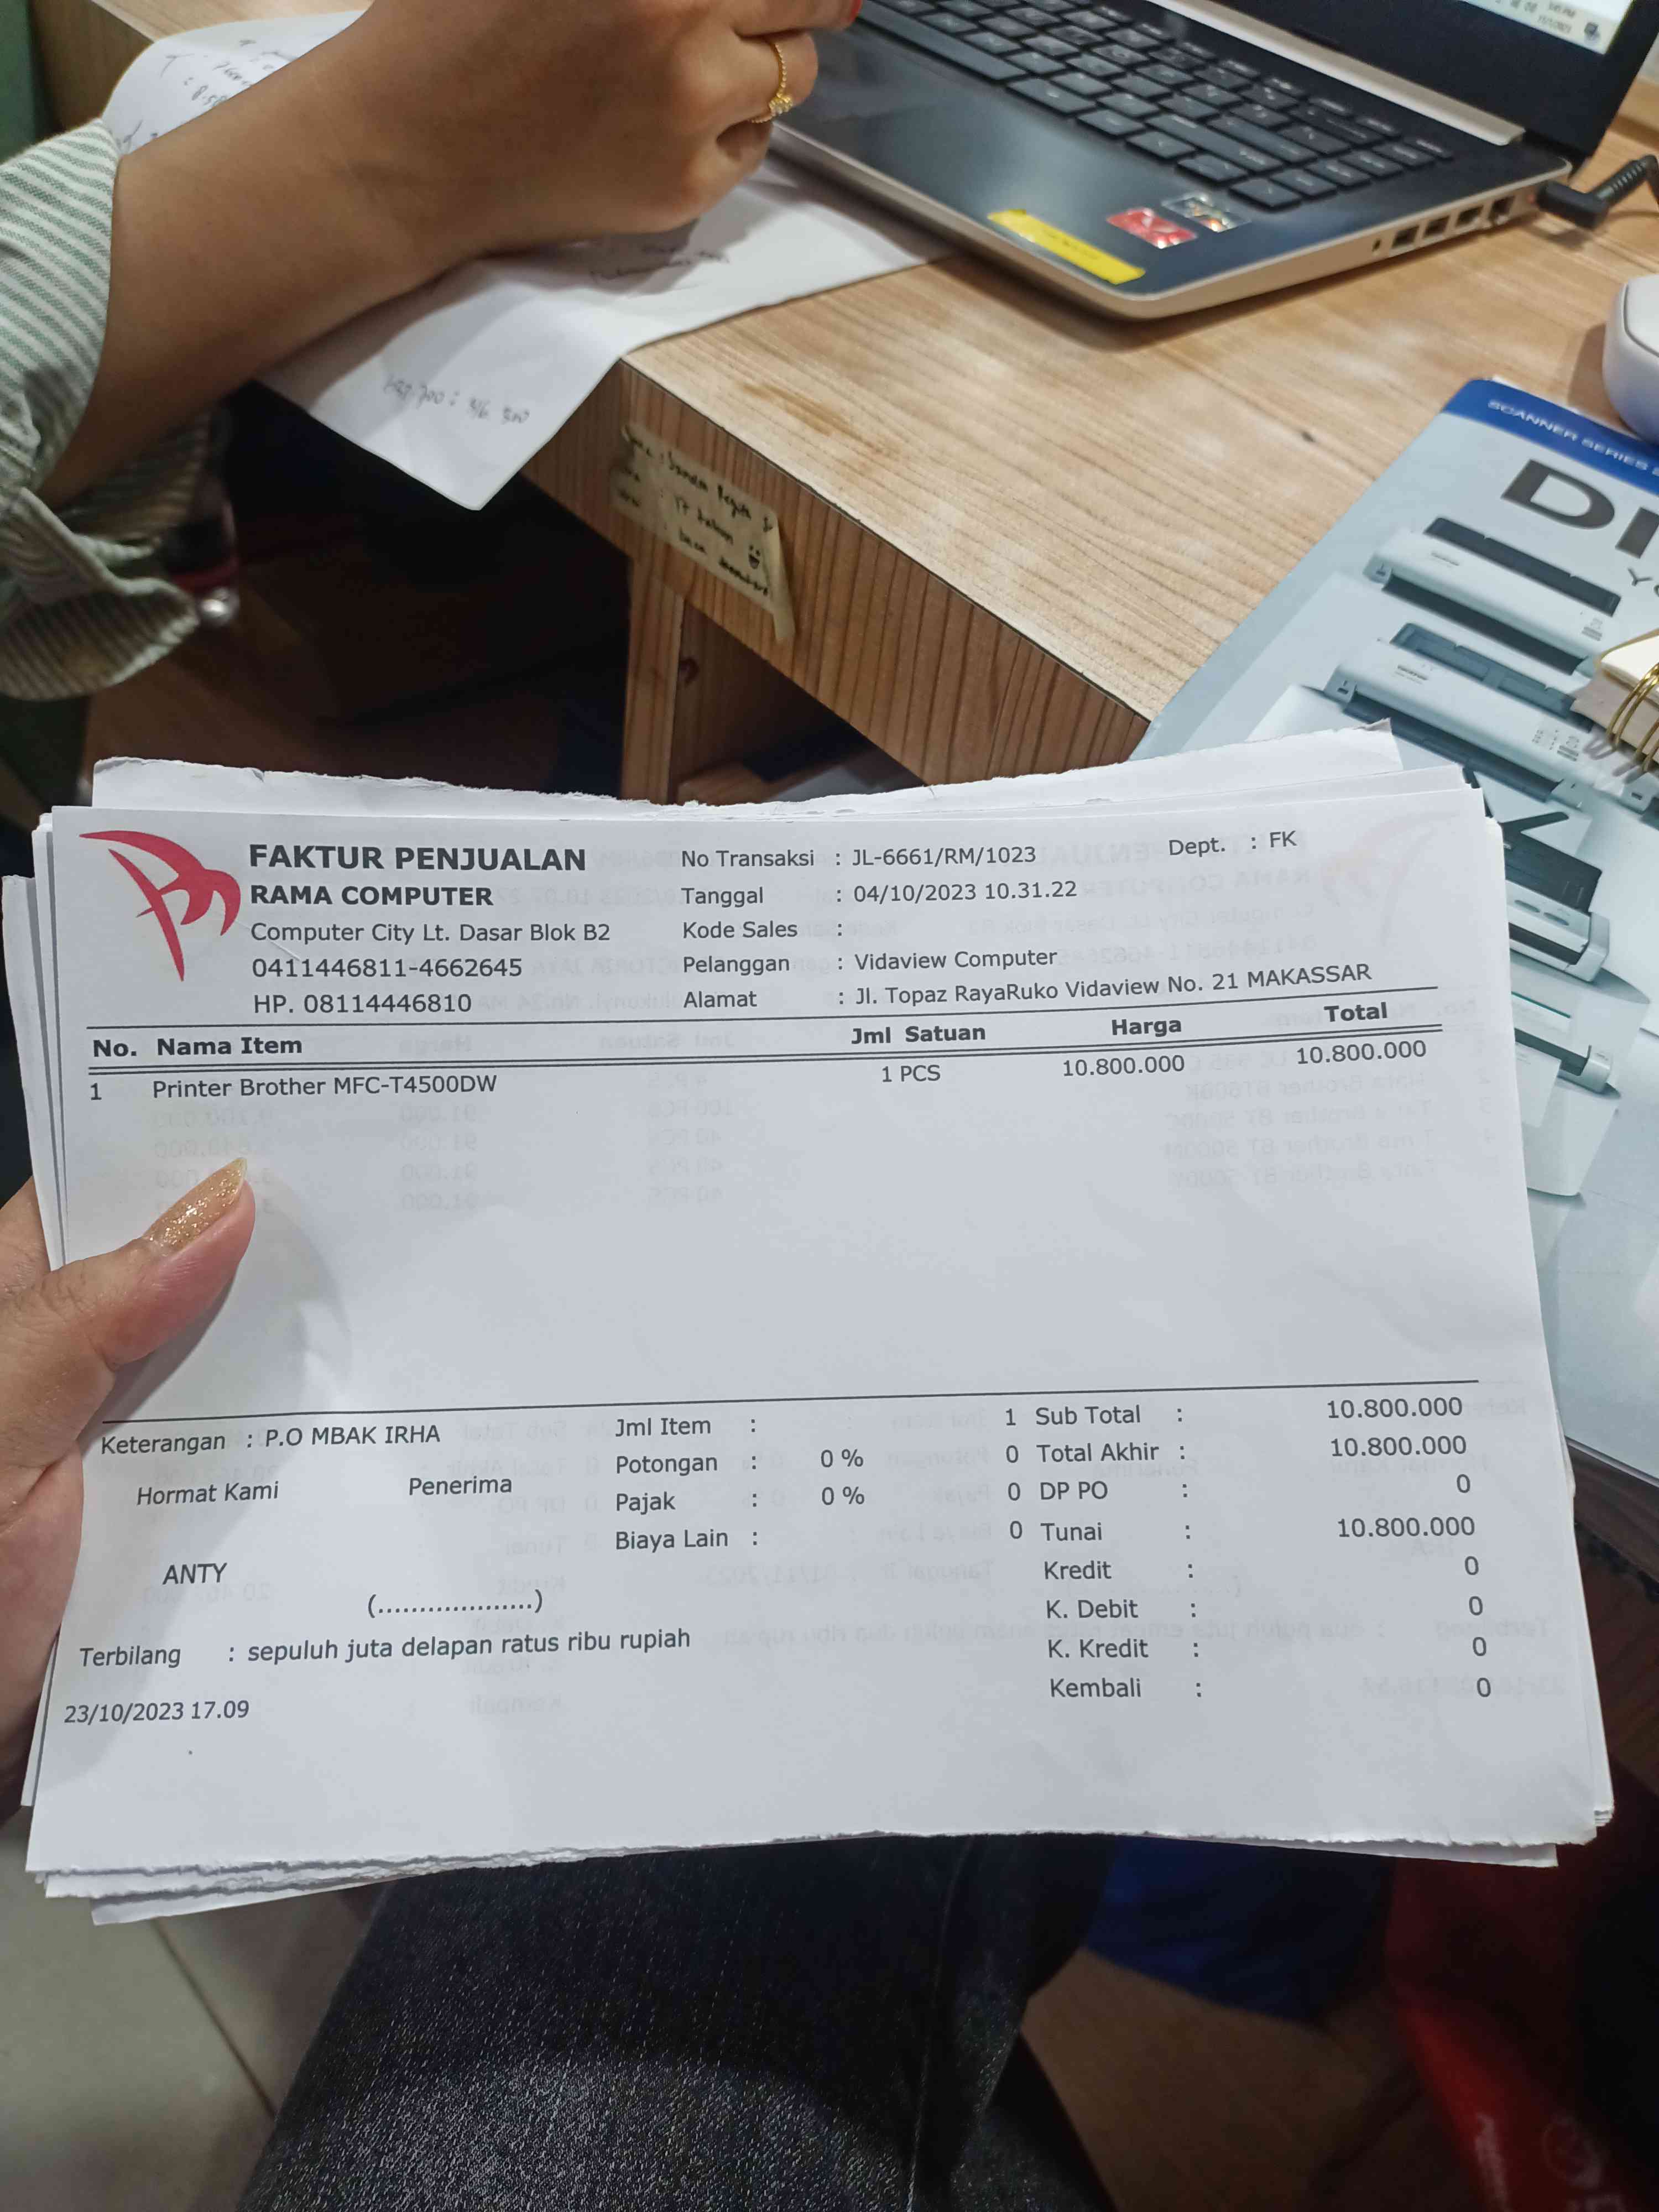 SCANNER SERIES
FAKTUR PENJUALAN
RAMA COMPUTER
Computer City Lt. Dasar Blok B2
0411446811-4662645
HP. 08114446810
No Transaksi : JL-6661/RM/1023
Dept. : FK
Tanggal : 04/10/2023 10.31.22
Kode Sales :
Pelanggan : Vidaview Computer
Alamat : Jl. Topaz RayaRuko Vidaview No. 21 MAKASSAR
No. Nama Item Jml Satuan Harga Total
1 Printer Brother MFC-T4500DW 1 PCS 10.800.000 10.800.000
Keterangan : P.O MBAK IRHA
Hormat Kami Penerima
ANTY
(...................)
Jml Item : 1
Potongan : 0 % 0
Pajak : 0 % 0
Biaya Lain : 0
Sub Total : 10.800.000
Total Akhir : 10.800.000
DP PO : 0
Tunai : 10.800.000
Kredit : 0
K. Debit : 0
K. Kredit : 0
Kembali : 0
Terbilang : sepuluh juta delapan ratus ribu rupiah
23/10/2023 17.09